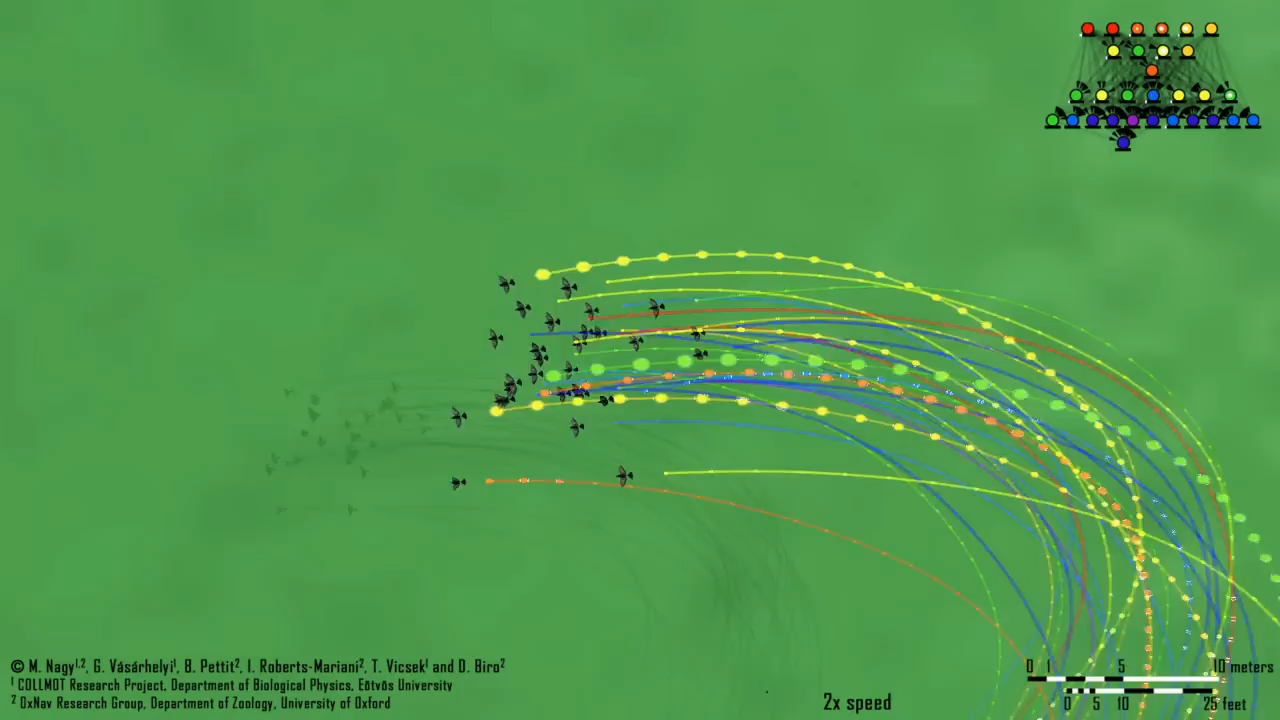 © M. Nagy¹,², G. Vásárhelyi¹, B. Pettit², I. Roberts-Mariani², T. Vicsek¹ and D. Biro²
¹ COLLMOT Research Project, Department of Biological Physics, Eötvös University
² OxNav Research Group, Department of Zoology, University of Oxford
2x speed
0 1 5 10 meters
0 5 10 25 feet